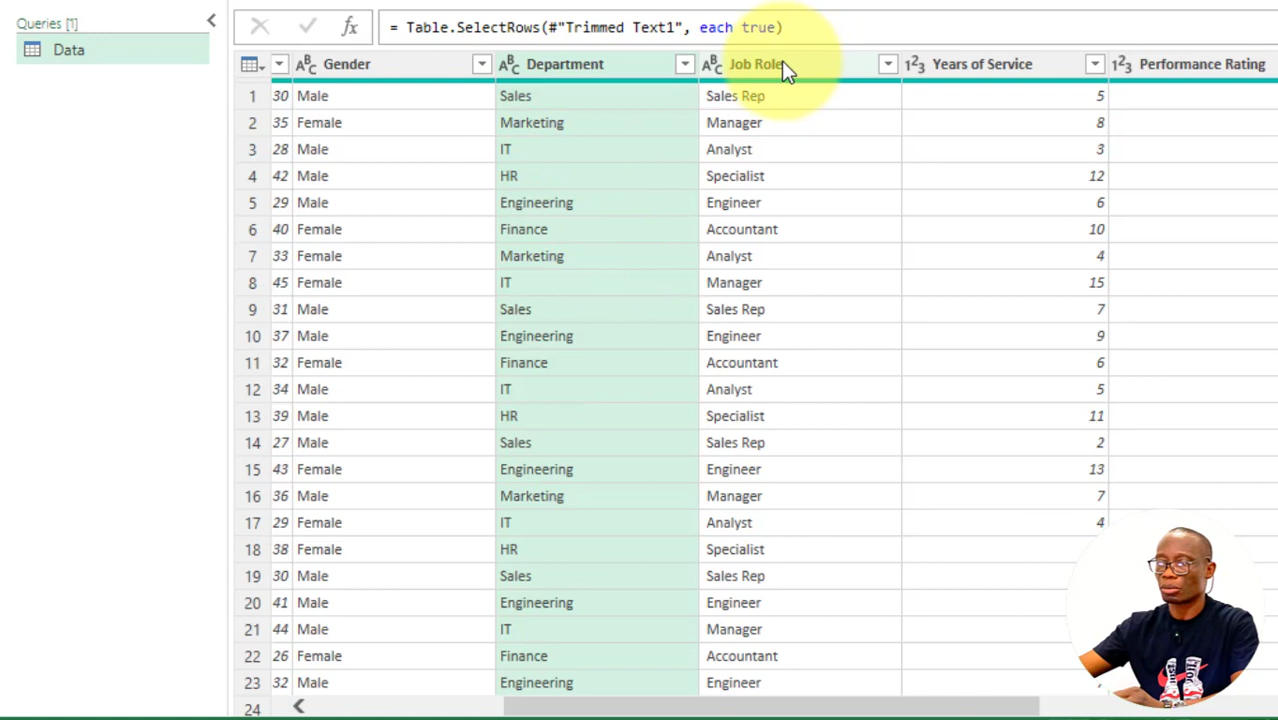 Queries [1]
Data
= Table.SelectRows(#"Trimmed Text1", each true)
Gender Department Job Role Years of Service Performance Rating
1 30 Male Sales Sales Rep 5
2 35 Female Marketing Manager 8
3 28 Male IT Analyst 3
4 42 Male HR Specialist 12
5 29 Male Engineering Engineer 6
6 40 Female Finance Accountant 10
7 33 Female Marketing Analyst 4
8 45 Female IT Manager 15
9 31 Male Sales Sales Rep 7
10 37 Male Engineering Engineer 9
11 32 Female Finance Accountant 6
12 34 Male IT Analyst 5
13 39 Male HR Specialist 11
14 27 Male Sales Sales Rep 2
15 43 Female Engineering Engineer 13
16 36 Male Marketing Manager 7
17 29 Female IT Analyst 4
18 38 Female HR Specialist
19 30 Male Sales Sales Rep
20 41 Male Engineering Engineer
21 44 Male IT Manager
22 26 Female Finance Accountant
23 32 Male Engineering Engineer
24